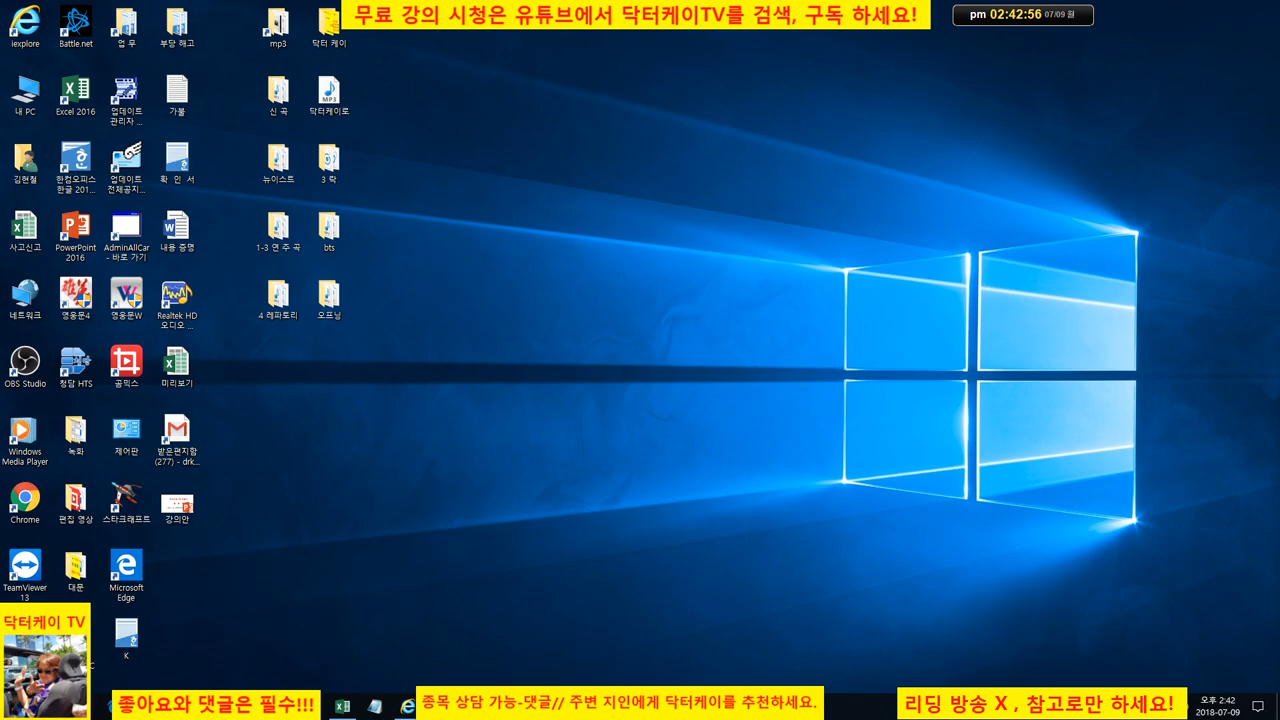 무료 강의 시청은 유튜브에서 닥터케이TV를 검색, 구독 하세요!
pm 02:42:56 07/09 월
iexplore
Battle.net
업 무
부당 해고
mp3
닥터 케이
내 PC
Excel 2016
업데이트
관리자 ...
가불
신 곡
MP3
닥터케이로
김현철
한컴오피스
한글 201...
업데이트
전체공지...
확 인 서
뉴이스트
3 락
사고신고
PowerPoint
2016
AdminAllCar
- 바로 가기
내용 증명
1-3 연 주 곡
bts
네트워크
영웅문4
영웅문W
Realtek HD
오디오 ...
4 레파토리
오프닝
OBS Studio
청담 HTS
곰믹스
미리보기
Windows
Media Player
녹화
제어판
받은편지함
(277) - drk...
Chrome
편집 영상
스타크래프트
강의안
TeamViewer
13
대문
Microsoft
Edge
닥터케이 TV
K
좋아요와 댓글은 필수!!!
종목 상담 가능-댓글// 주변 지인에게 닥터케이를 추천하세요.
리딩 방송 X , 참고로만 하세요!
오후 2:42
2018-07-09